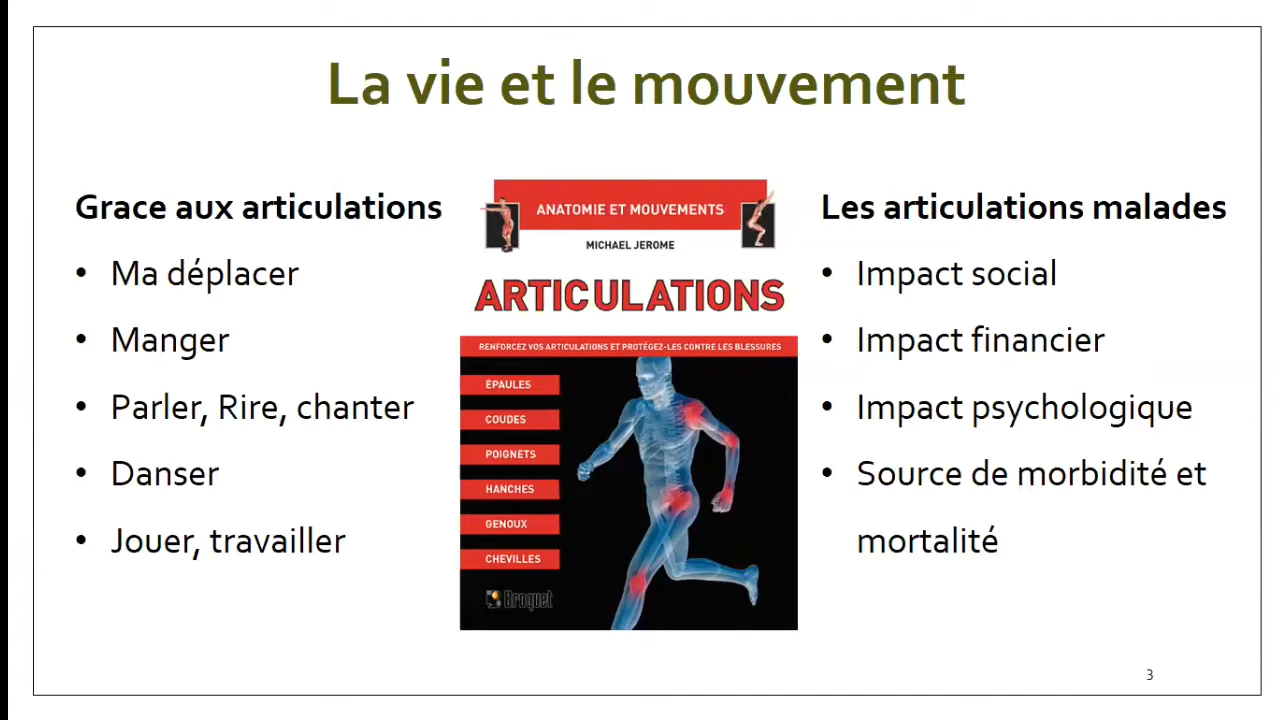 La vie et le mouvement
Grace aux articulations
• Ma déplacer
• Manger
• Parler, Rire, chanter
• Danser
• Jouer, travailler
ANATOMIE ET MOUVEMENTS
MICHAEL JEROME
ARTICULATIONS
RENFORCEZ VOS ARTICULATIONS ET PROTÉGEZ-LES CONTRE LES BLESSURES
ÉPAULES
COUDES
POIGNETS
HANCHES
GENOUX
CHEVILLES
Broquet
Les articulations malades
• Impact social
• Impact financier
• Impact psychologique
• Source de morbidité et
mortalité
3